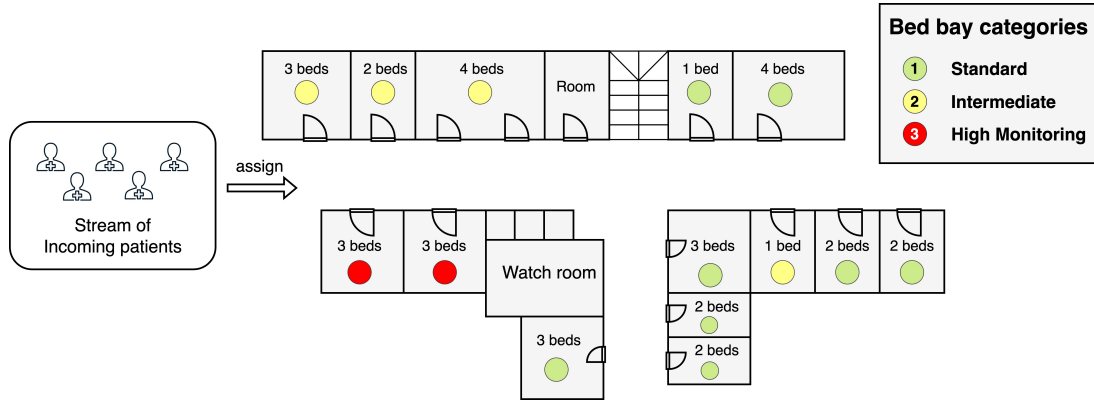 Bed bay categories
1 Standard
2 Intermediate
3 High Monitoring
3 beds
2 beds
4 beds
Room
1 bed
4 beds
assign
Stream of
Incoming patients
3 beds
3 beds
Watch room
3 beds
3 beds
1 bed
2 beds
2 beds
2 beds
2 beds